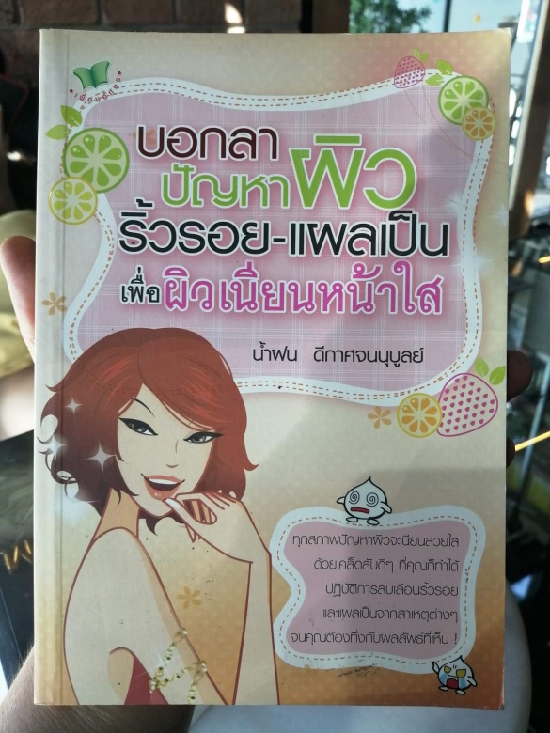 บอกลา
ปัญหาผิว
ริ้วรอย-แผลเป็น
เพื่อผิวเนียนหน้าใส
น้ำฝน ดีกาศจนนุบูลย์
ทุกสภาพปัญหาผิวจะเนียนสวยใส
ด้วยเคล็ดลับดีๆ ที่คุณก็ทำได้
ปฏิบัติการลบเลือนริ้วรอย
และแผลเป็นจากสาเหตุต่างๆ
จนคุณต้องทึ่งกับผลลัพธ์ที่เห็น !